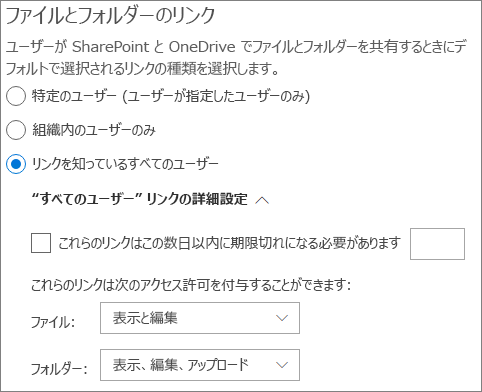 ファイルとフォルダーのリンク
ユーザーが SharePoint と OneDrive でファイルとフォルダーを共有するときにデ
フォルトで選択されるリンクの種類を選択します。
特定のユーザー (ユーザーが指定したユーザーのみ)
組織内のユーザーのみ
リンクを知っているすべてのユーザー
“すべてのユーザー” リンクの詳細設定
これらのリンクはこの数日以内に期限切れになる必要があります
これらのリンクは次のアクセス許可を付与することができます:
ファイル: 表示と編集
フォルダー: 表示、編集、アップロード